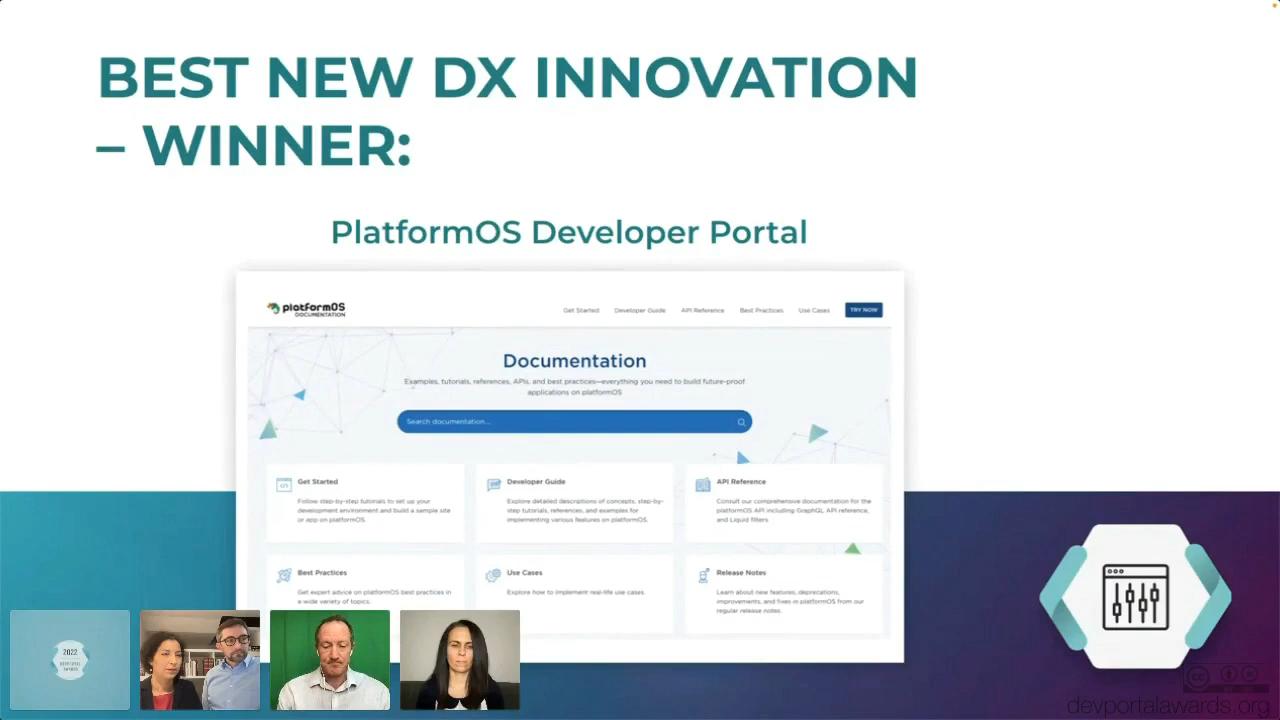 BEST NEW DX INNOVATION
– WINNER:
PlatformOS Developer Portal
platformOS
DOCUMENTATION
Get Started
Developer Guide
API Reference
Best Practices
Use Cases
TRY NOW
Documentation
Examples, tutorials, references, APIs, and best practices—everything you need to build future-proof
applications on platformOS
Search documentation...
Get Started
Follow step-by-step tutorials to set up your
development environment and build a sample site
or app on platformOS.
Developer Guide
Explore detailed descriptions of concepts, step-by-
step tutorials, references, and examples for
implementing various features on platformOS.
API Reference
Consult our comprehensive documentation for the
platformOS API including GraphQL API reference,
and Liquid filters
Best Practices
Get expert advice on platformOS best practices in
a wide variety of topics.
Use Cases
Explore how to implement real-life use cases.
Release Notes
Learn about new features, deprecations,
improvements, and fixes in platformOS from our
regular release notes.
2022
DEVPORTAL
AWARDS
devportalawards.org